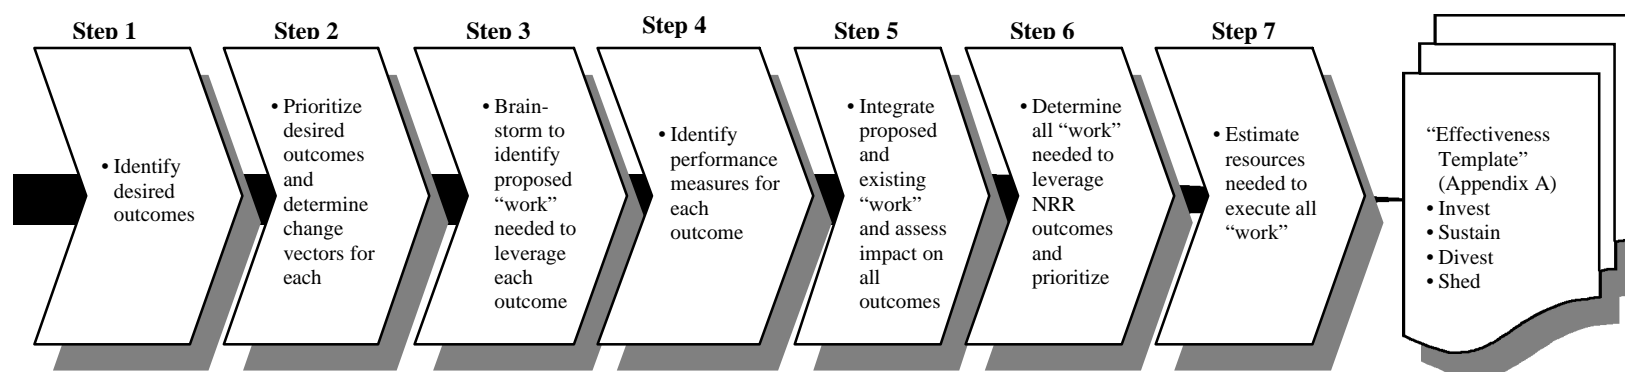 Step 1
• Identify
desired
outcomes
Step 2
• Prioritize
desired
outcomes
and
determine
change
vectors for
each
Step 3
• Brain-
storm to
identify
proposed
“work”
needed to
leverage
each
outcome
Step 4
• Identify
performance
measures for
each
outcome
Step 5
• Integrate
proposed
and
existing
“work”
and assess
impact on
all
outcomes
Step 6
• Determine
all “work”
needed to
leverage
NRR
outcomes
and
prioritize
Step 7
• Estimate
resources
needed to
execute all
“work”
“Effectiveness
Template”
(Appendix A)
• Invest
• Sustain
• Divest
• Shed